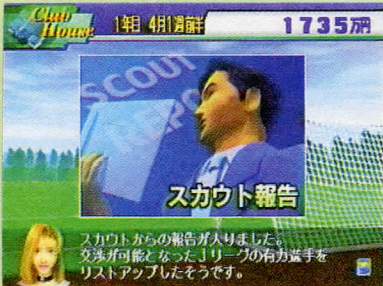 Club House
1年目 4月1週前半
1735万円
SCOUT
REPO
スカウト報告
スカウトからの報告が入りました。
交渉が可能となったJリーグの有力選手を
リストアップしたそうです。